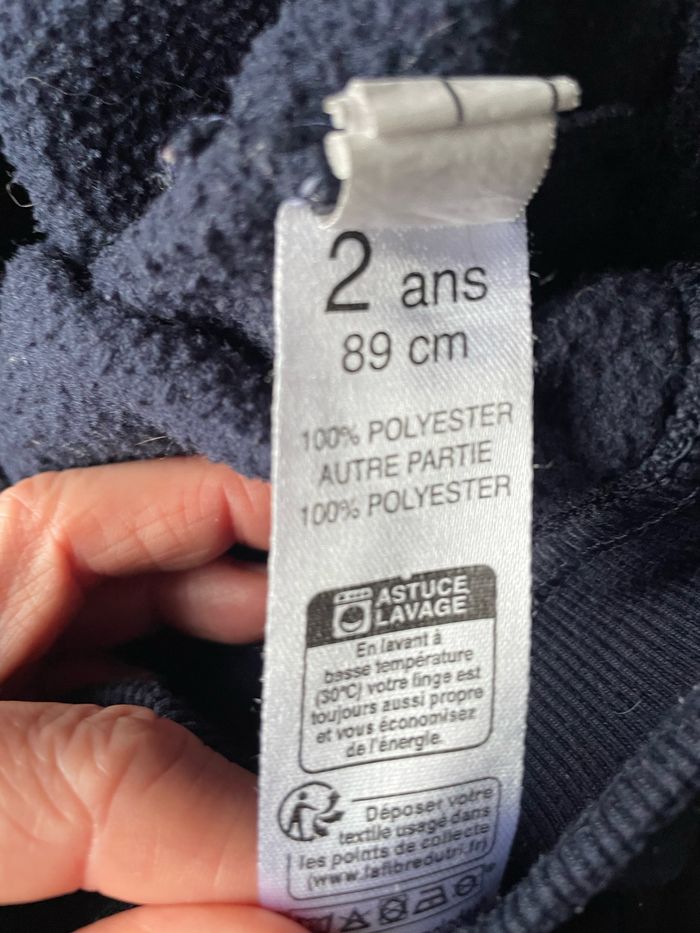 2 ans
89 cm
100% POLYESTER
AUTRE PARTIE
100% POLYESTER
ASTUCE
LAVAGE
En lavant à
basse température
(30°C) votre linge est
toujours aussi propre
et vous économisez
de l'énergie.
Déposer votre
textile usagé dans
les points de collecte
(www.lafibredutri.fr)